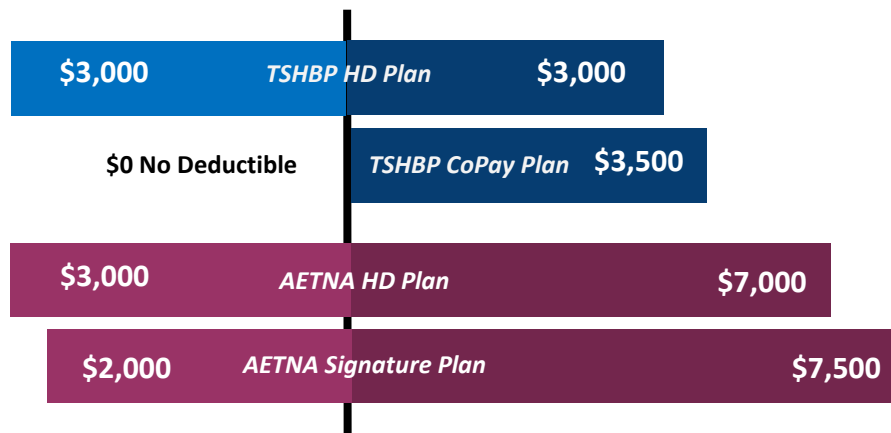 $3,000 TSHBP HD Plan $3,000
$0 No Deductible TSHBP CoPay Plan $3,500
$3,000 AETNA HD Plan $7,000
$2,000 AETNA Signature Plan $7,500